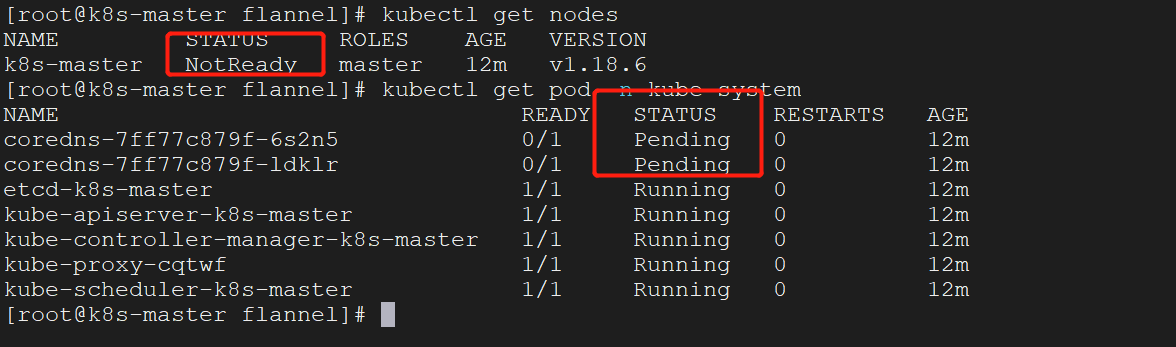 [root@k8s-master flannel]# kubectl get nodes
NAME STATUS ROLES AGE VERSION
k8s-master NotReady master 12m v1.18.6
[root@k8s-master flannel]# kubectl get pod -n kube-system
NAME READY STATUS RESTARTS AGE
coredns-7ff77c879f-6s2n5 0/1 Pending 0 12m
coredns-7ff77c879f-ldklr 0/1 Pending 0 12m
etcd-k8s-master 1/1 Running 0 12m
kube-apiserver-k8s-master 1/1 Running 0 12m
kube-controller-manager-k8s-master 1/1 Running 0 12m
kube-proxy-cqtwf 1/1 Running 0 12m
kube-scheduler-k8s-master 1/1 Running 0 12m
[root@k8s-master flannel]#